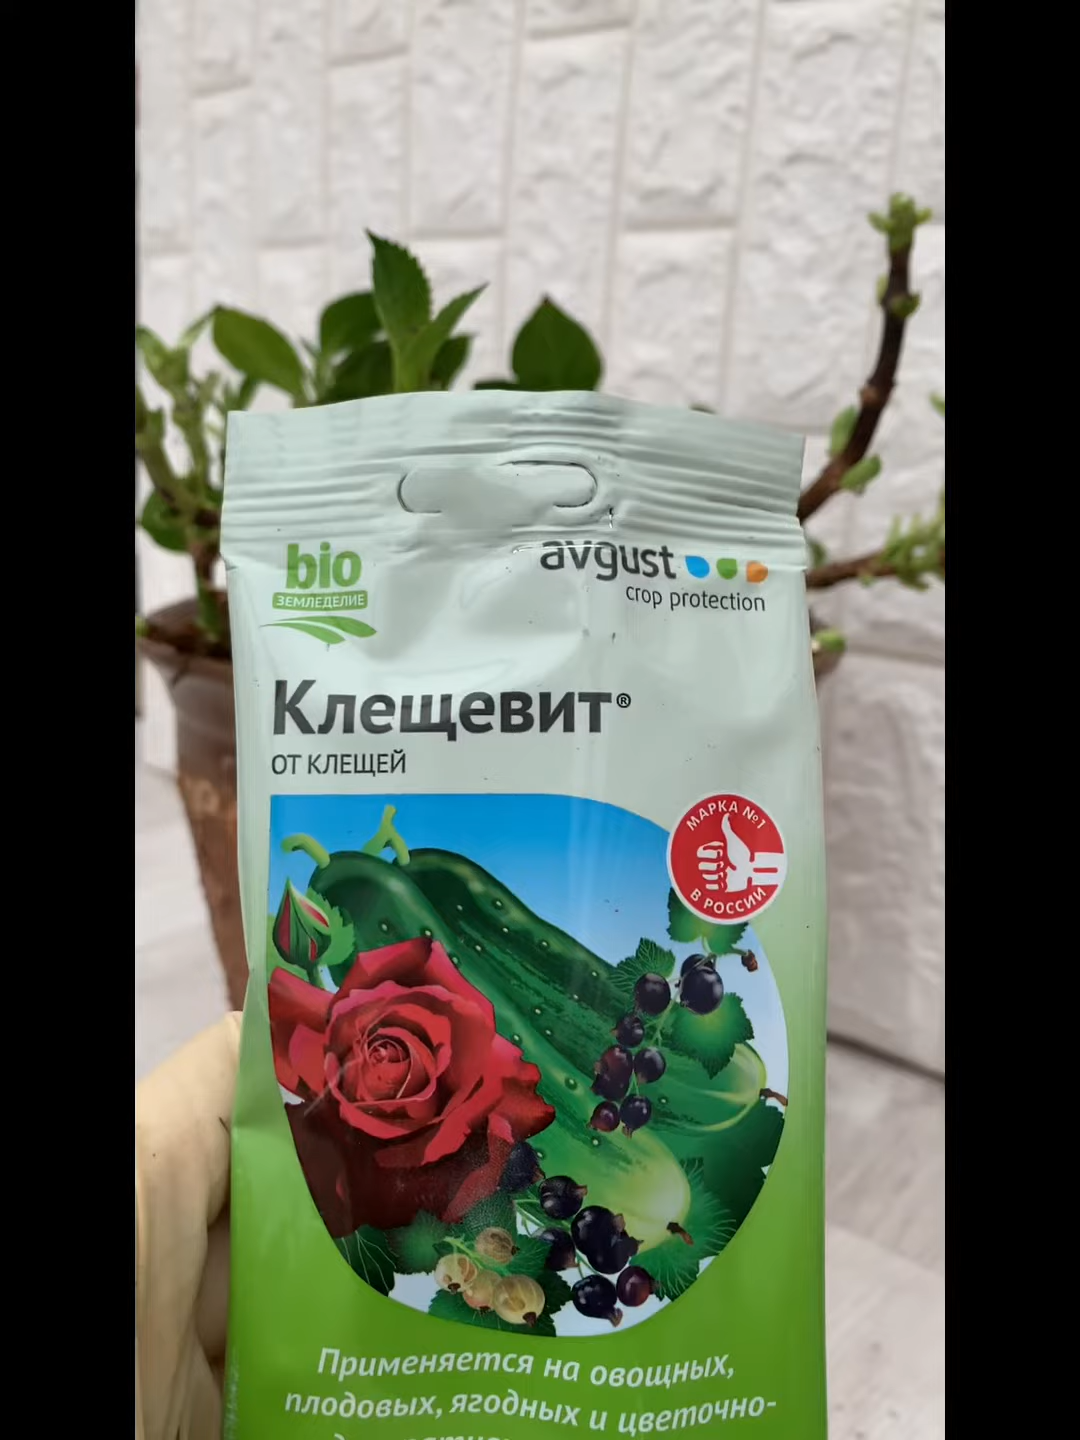 bio
ЗЕМЛЕДЕЛИЕ
avgust
crop protection
Клещевит®
ОТ КЛЕЩЕЙ
МАРКА №1
В РОССИИ
Применяется на овощных,
плодовых, ягодных и цветочно-